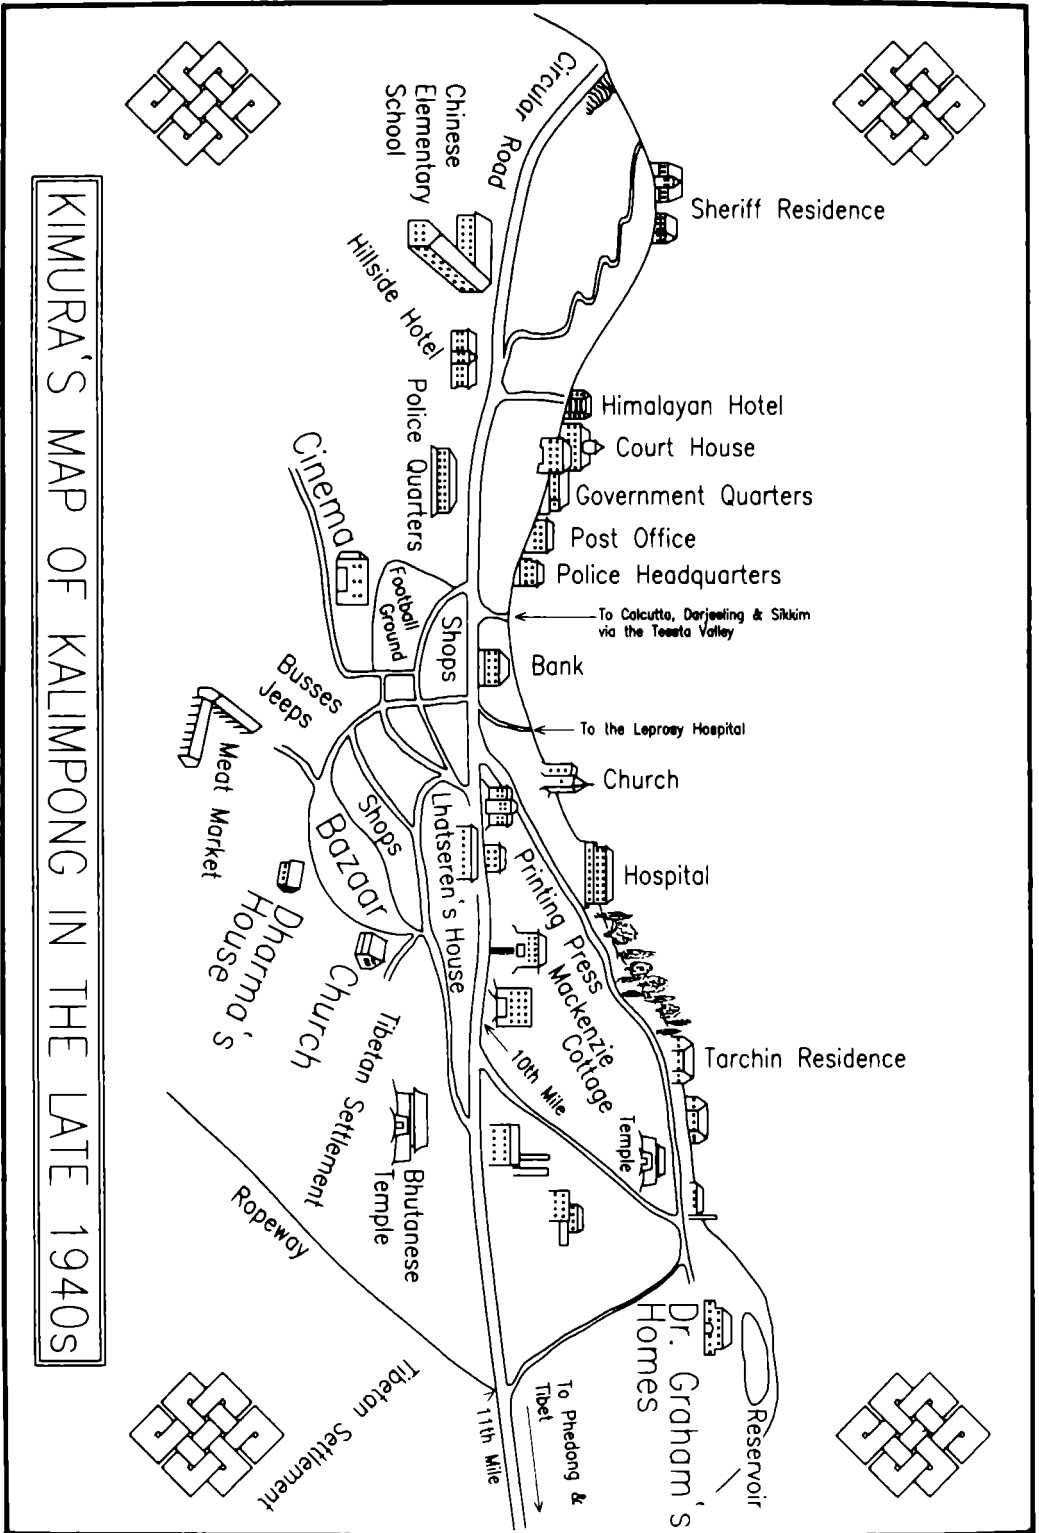 Circular Road
Chinese
Elementary
School
Sheriff Residence
Hillside Hotel
Himalayan Hotel
Court House
Police Quarters
Government Quarters
Post Office
Police Headquarters
Cinema
Football
Ground
Shops
To Calcutta, Darjeeling & Sikkim
via the Teesta Valley
Bank
Busses
Jeeps
To the Leprosy Hospital
Meat Market
Church
Shops
Bazaar
Lhatseren's House
Hospital
Printing Press
Dharma's
House
Church
Mackenzie
Cottage
Tibetan Settlement
10th Mile
Tarchin Residence
Temple
Bhutanese
Temple
Ropeway
Dr. Graham's
Homes
Reservoir
Tibetan Settlement
11th Mile
To Phedong &
Tibet
KIMURA'S MAP OF KALIMPONG IN THE LATE 1940s